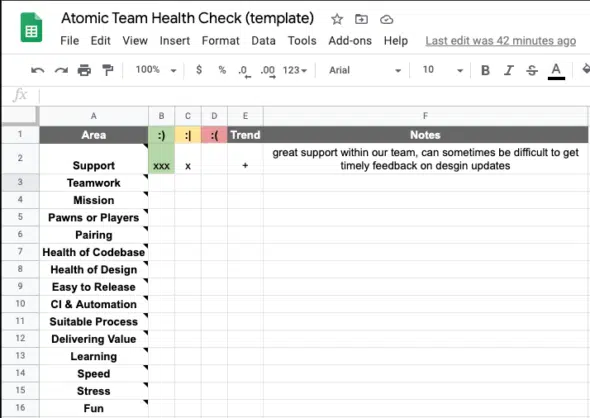 Atomic Team Health Check (template)
File Edit View Insert Format Data Tools Add-ons Help Last edit was 42 minutes ago
100% $ % .0 .00 123 Arial 10 B I S A
fx
A B C D E F
1 Area :) :| :( Trend Notes
great support within our team, can sometimes be difficult to get
2 Support xxx x + timely feedback on desgin updates
3 Teamwork
4 Mission
5 Pawns or Players
6 Pairing
7 Health of Codebase
8 Health of Design
9 Easy to Release
10 CI & Automation
11 Suitable Process
12 Delivering Value
13 Learning
14 Speed
15 Stress
16 Fun